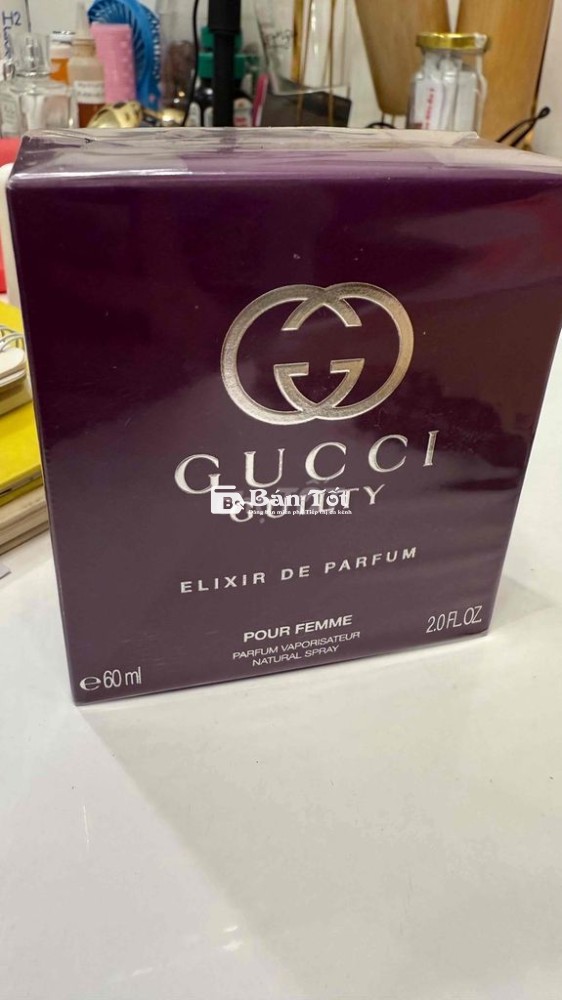 GUCCI
GUILTY
Bán Tốt
ELIXIR DE PARFUM
POUR FEMME
PARFUM VAPORISATEUR
NATURAL SPRAY
℮ 60 ml
2.0 FL.OZ.